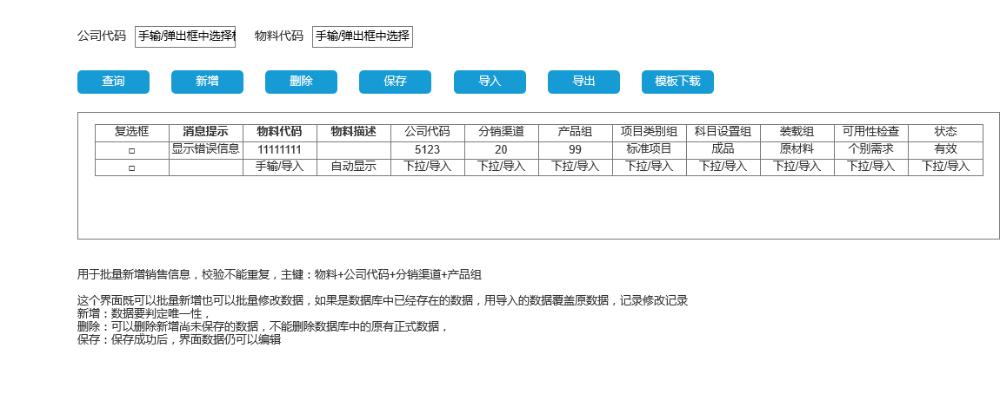 公司代码 手输/弹出框中选择 物料代码 手输/弹出框中选择
查询 新增 删除 保存 导入 导出 模板下载
复选框 消息提示 物料代码 物料描述 公司代码 分销渠道 产品组 项目类别组 科目设置组 装载组 可用性检查 状态
□ 显示错误信息 11111111 5123 20 99 标准项目 成品 原材料 个别需求 有效
□ 手输/导入 自动显示 下拉/导入 下拉/导入 下拉/导入 下拉/导入 下拉/导入 下拉/导入 下拉/导入 下拉/导入
用于批量新增销售信息，校验不能重复，主键：物料+公司代码+分销渠道+产品组
这个界面既可以批量新增也可以批量修改数据，如果是数据库中已经存在的数据，用导入的数据覆盖原数据，记录修改记录
新增：数据要判定唯一性，
删除：可以删除新增尚未保存的数据，不能删除数据库中的原有正式数据，
保存：保存成功后，界面数据仍可以编辑